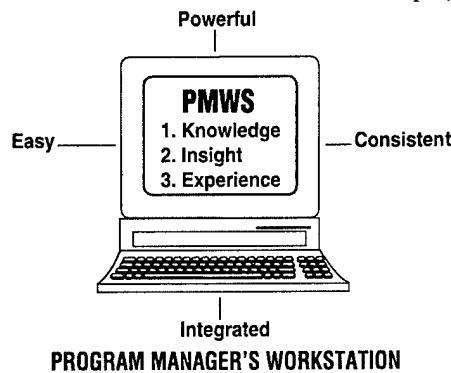 Powerful
PMWS
1. Knowledge
2. Insight
3. Experience
Easy
Consistent
Integrated
PROGRAM MANAGER'S WORKSTATION